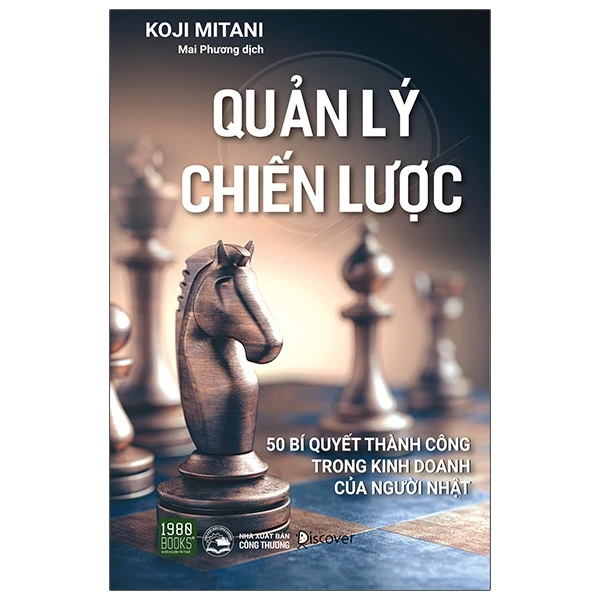 KOJI MITANI
Mai Phương dịch
QUẢN LÝ
CHIẾN LƯỢC
50 BÍ QUYẾT THÀNH CÔNG
TRONG KINH DOANH
CỦA NGƯỜI NHẬT
1980
BOOKS
NHÀ XUẤT BẢN
CÔNG THƯƠNG
Discover